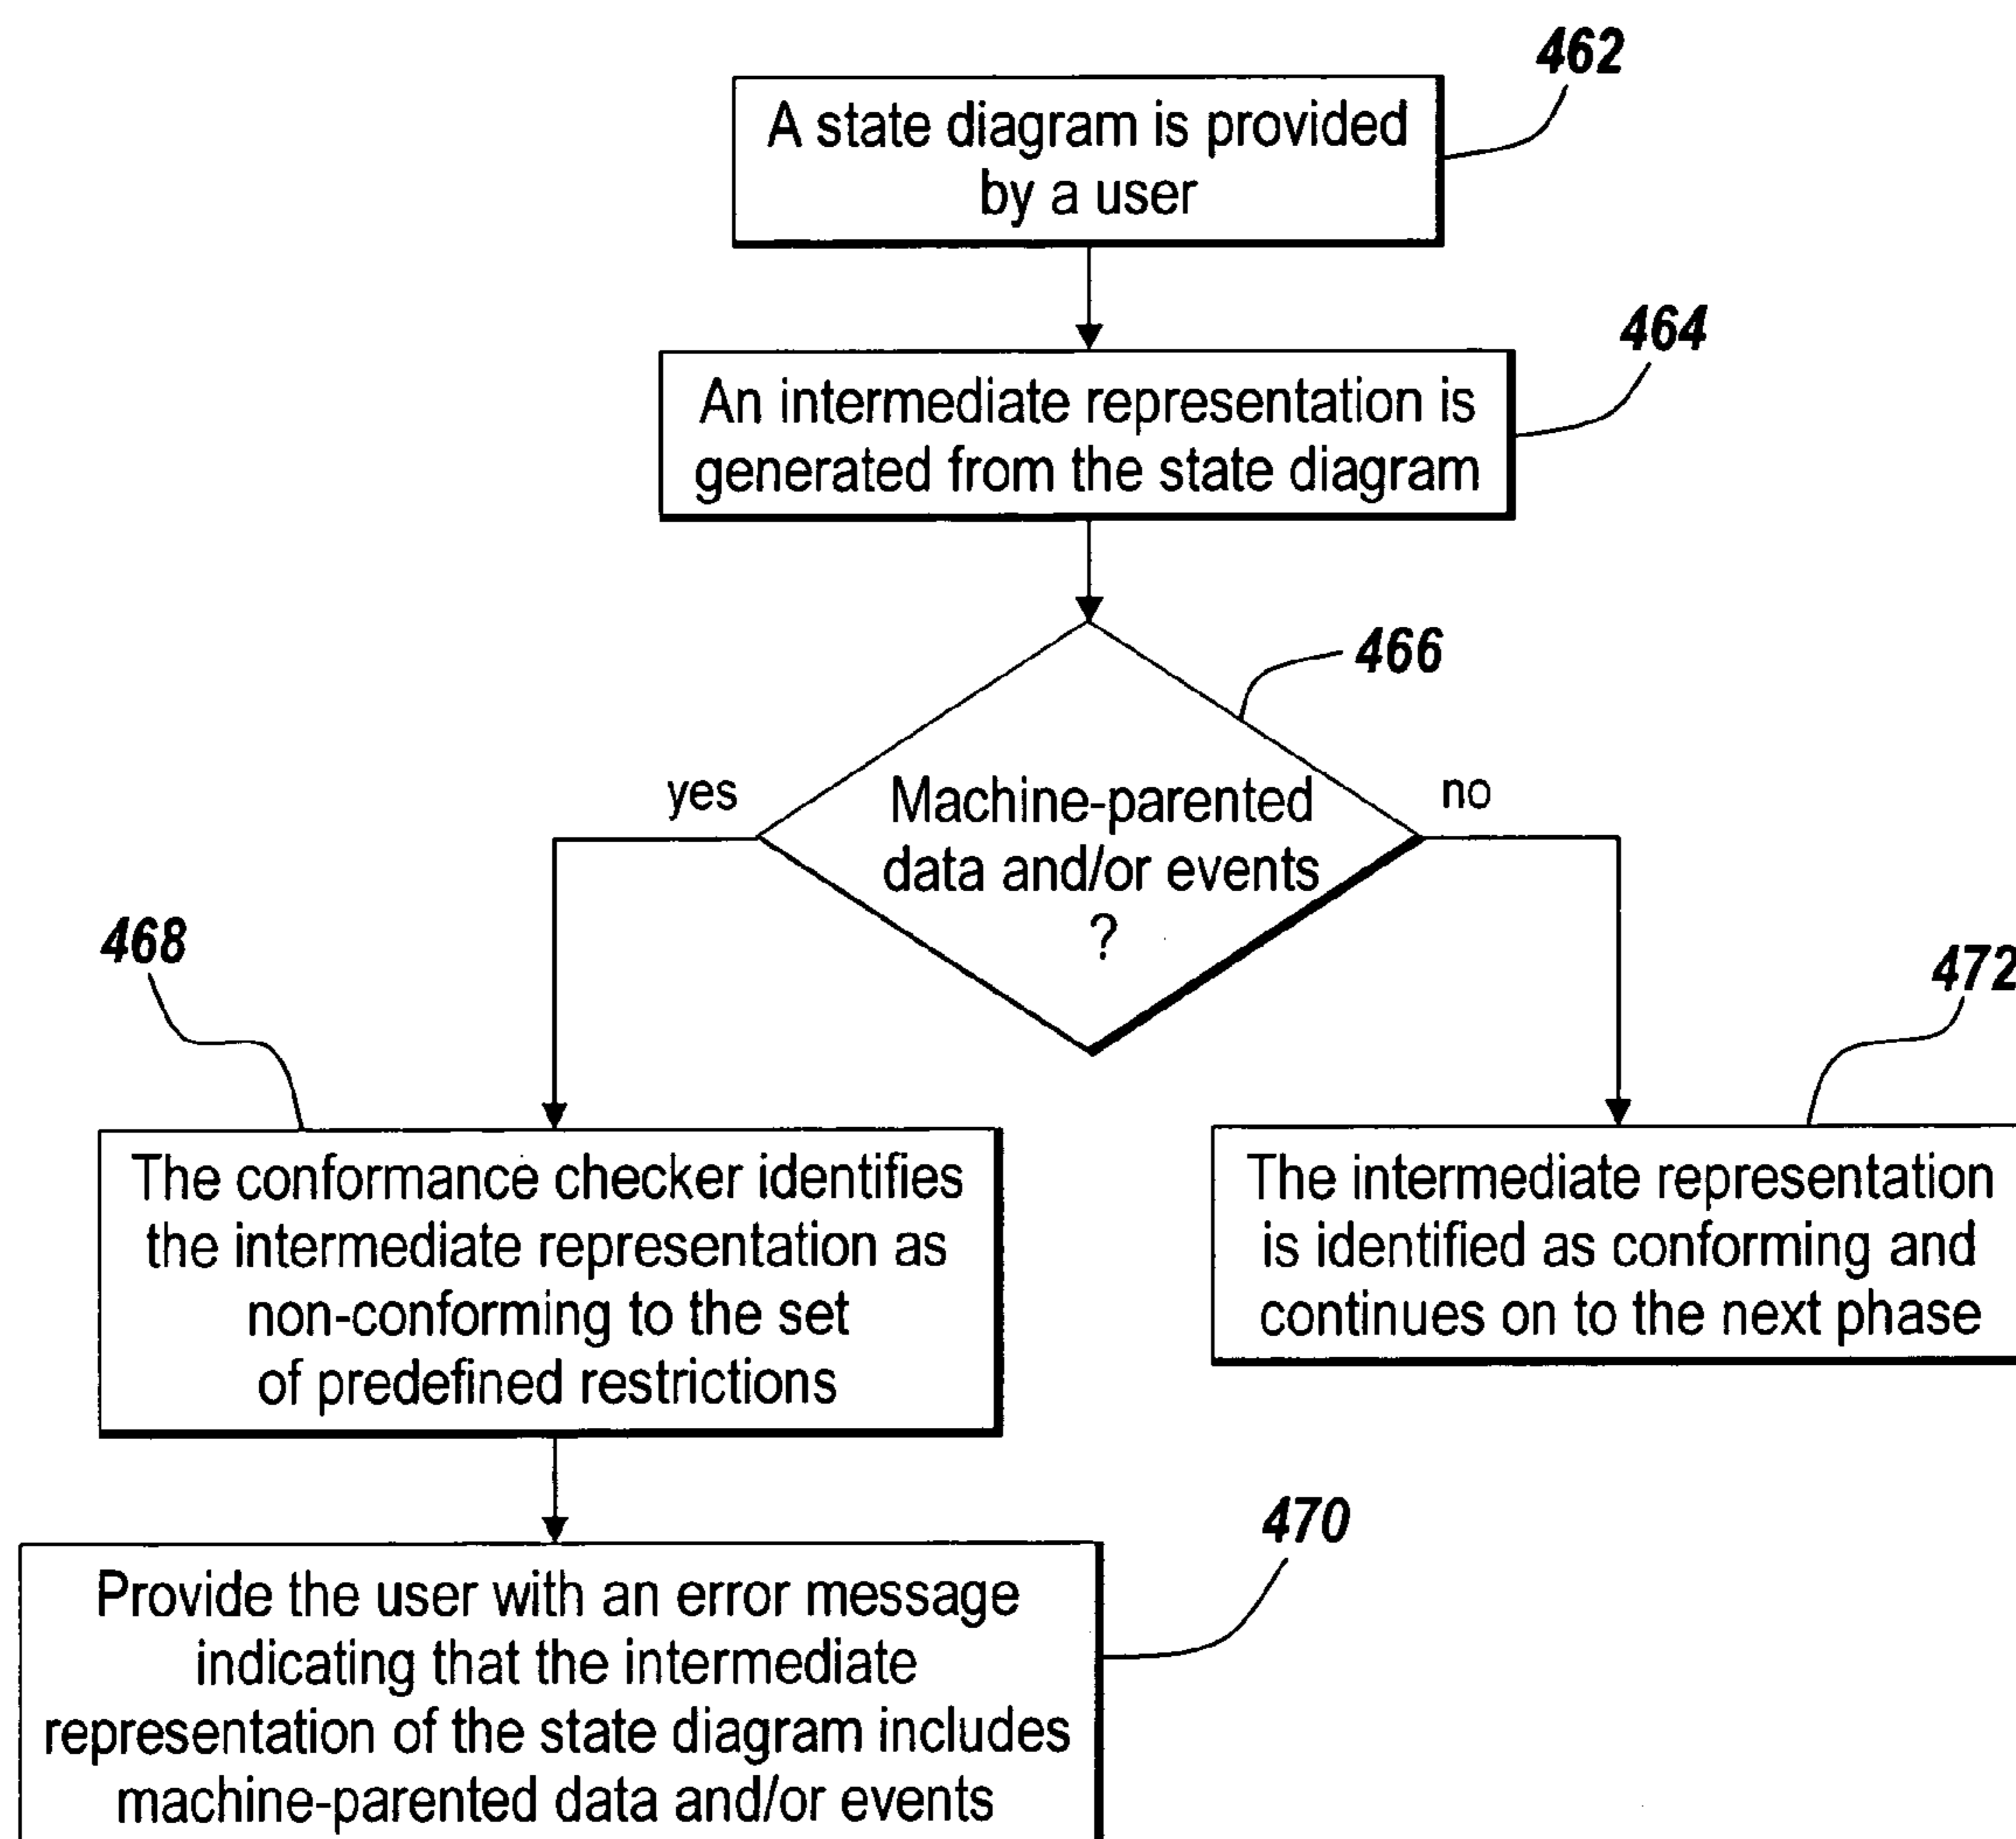 462
A state diagram is provided
by a user
464
An intermediate representation is
generated from the state diagram
466
yes
Machine-parented
data and/or events
?
no
468
472
The conformance checker identifies
the intermediate representation as
non-conforming to the set
of predefined restrictions
The intermediate representation
is identified as conforming and
continues on to the next phase
470
Provide the user with an error message
indicating that the intermediate
representation of the state diagram includes
machine-parented data and/or events